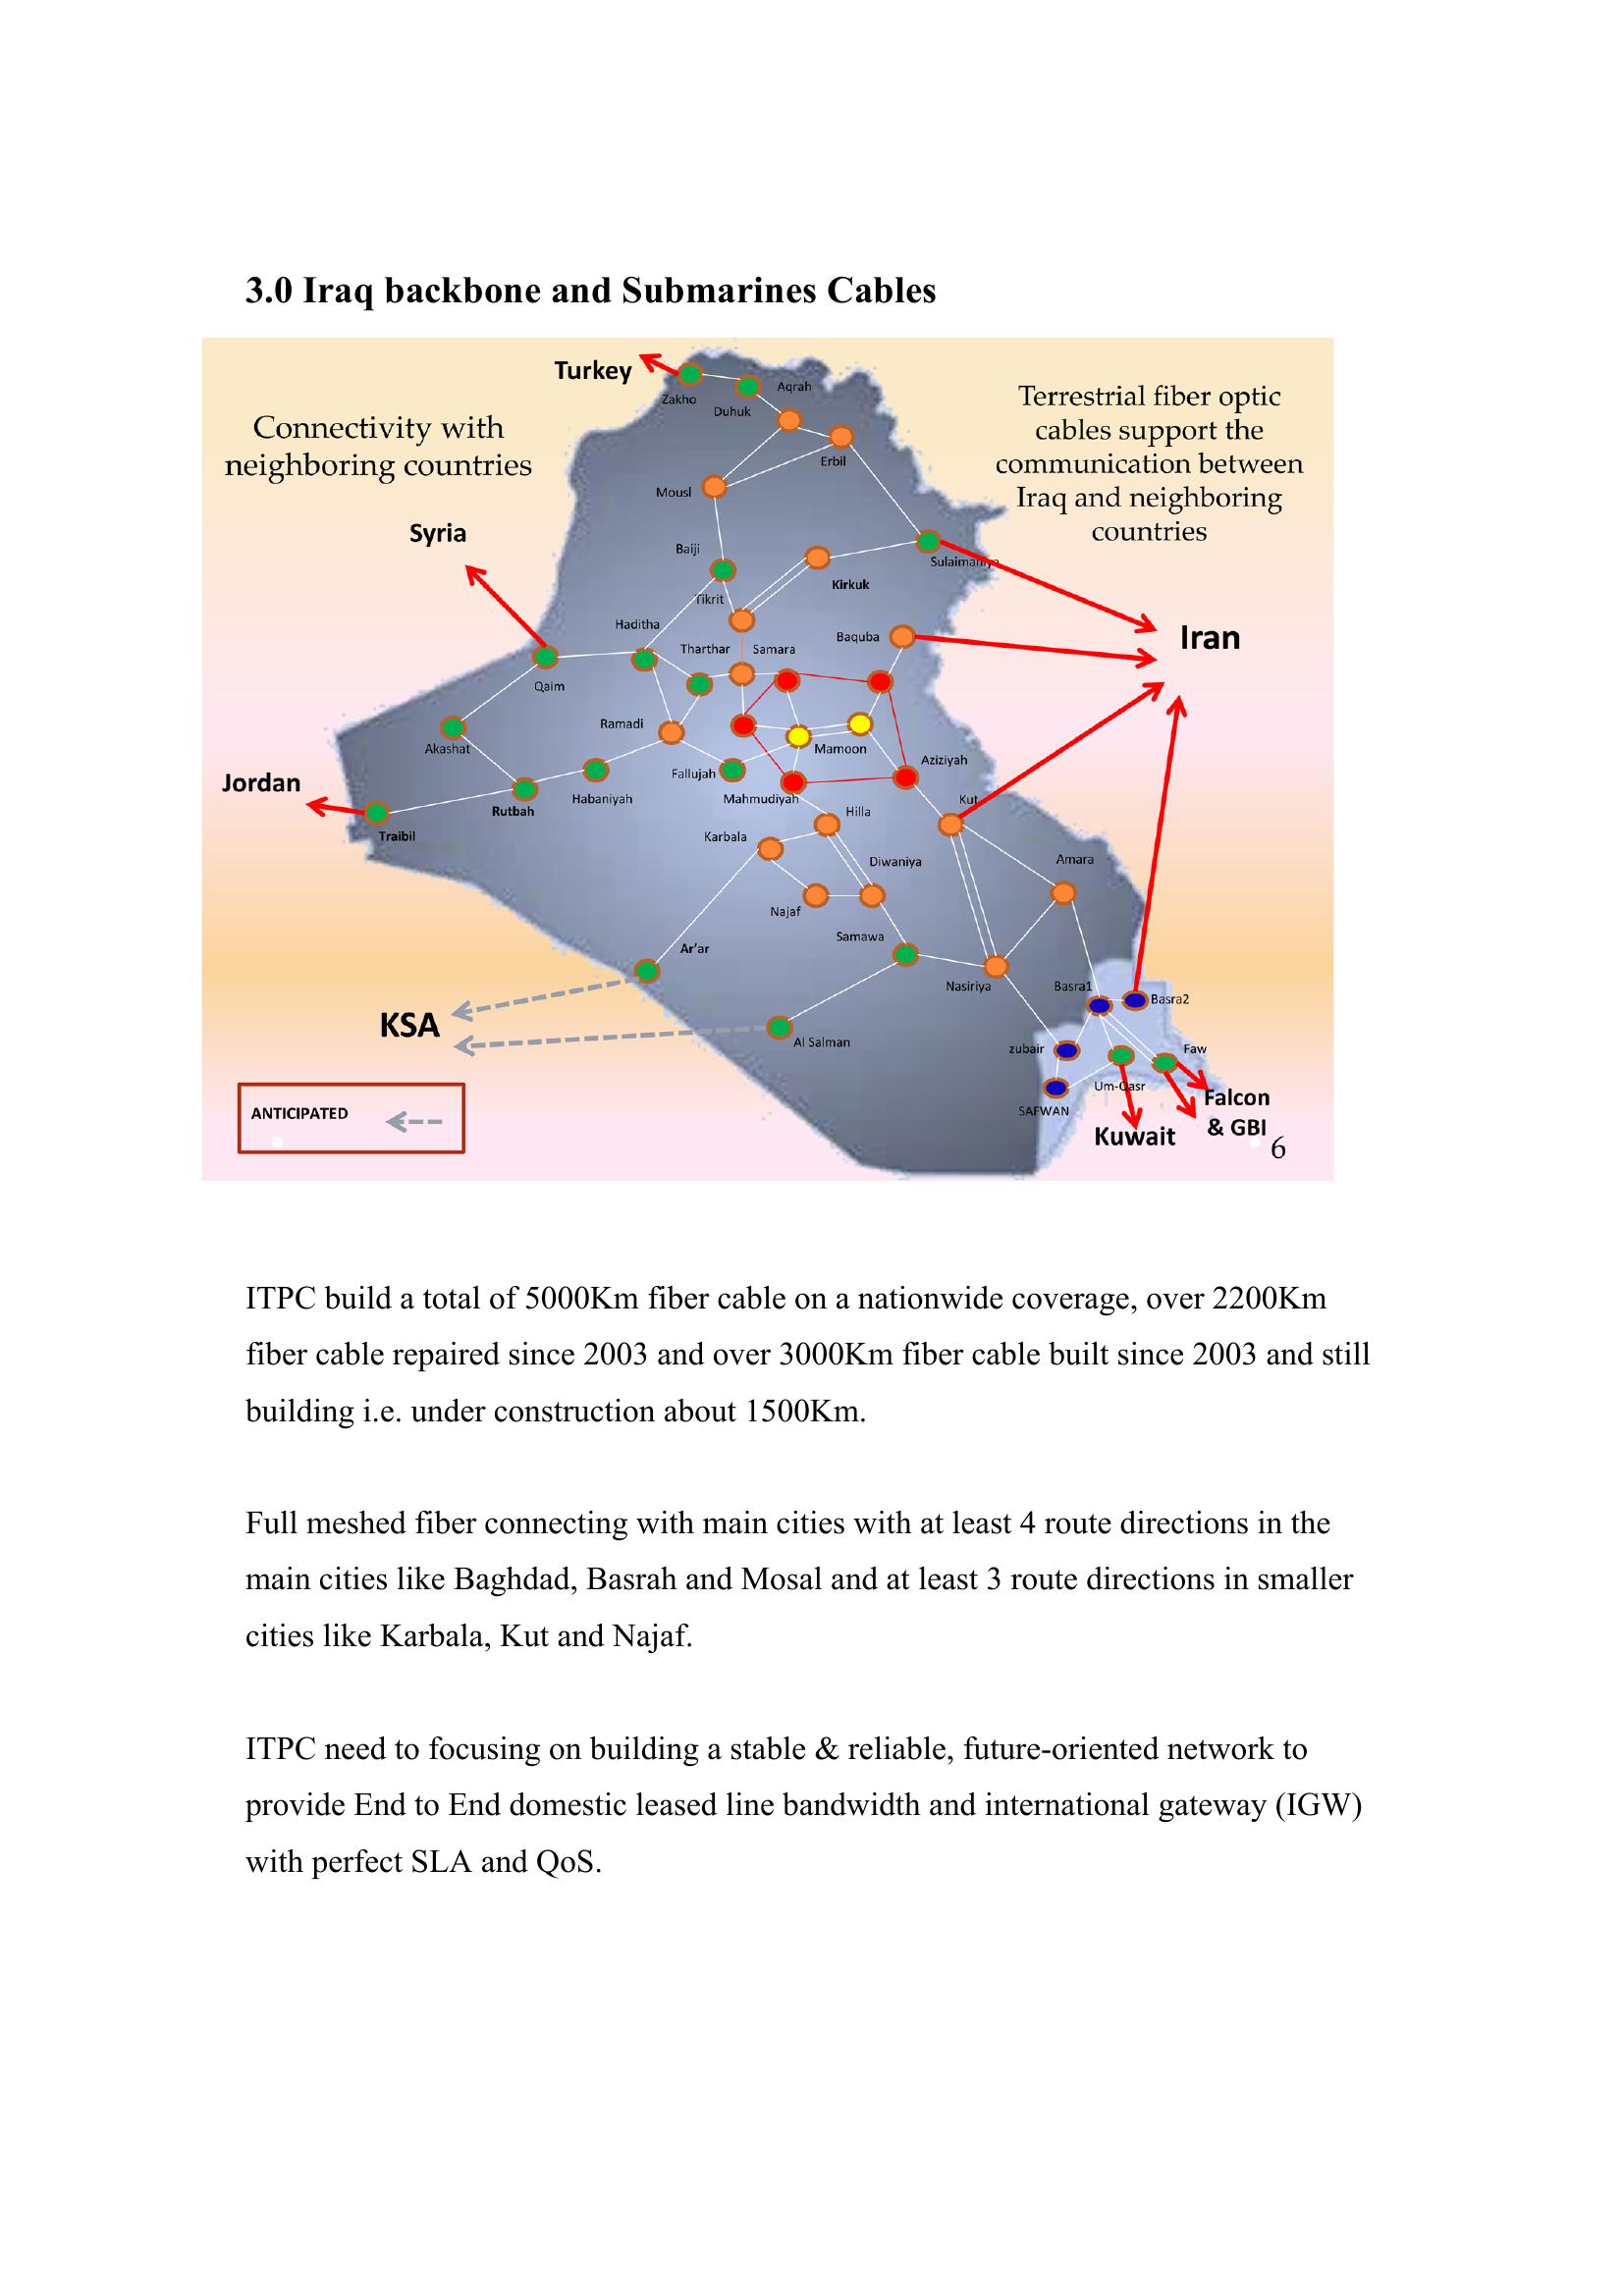 3.0 Iraq backbone and Submarines Cables
Turkey
Zakho
Duhuk
Aqrah
Erbil
Connectivity with
neighboring countries
Terrestrial fiber optic
cables support the
communication between
Iraq and neighboring
countries
Mousl
Syria
Baiji
Sulaimaniya
Kirkuk
Tikrit
Haditha
Tharthar
Samara
Baquba
Iran
Qaim
Ramadi
Akashat
Mamoon
Aziziyah
Jordan
Fallujah
Habaniyah
Mahmudiyah
Rutbah
Kut
Traibil
Hilla
Karbala
Diwaniya
Amara
Najaf
Samawa
Ar'ar
Nasiriya
Basra1
Basra2
KSA
Al Salman
zubair
Faw
Um-Qasr
SAFWAN
Falcon
& GBI
Kuwait
ANTICIPATED
6
ITPC build a total of 5000Km fiber cable on a nationwide coverage, over 2200Km
fiber cable repaired since 2003 and over 3000Km fiber cable built since 2003 and still
building i.e. under construction about 1500Km.
Full meshed fiber connecting with main cities with at least 4 route directions in the
main cities like Baghdad, Basrah and Mosal and at least 3 route directions in smaller
cities like Karbala, Kut and Najaf.
ITPC need to focusing on building a stable & reliable, future-oriented network to
provide End to End domestic leased line bandwidth and international gateway (IGW)
with perfect SLA and QoS.